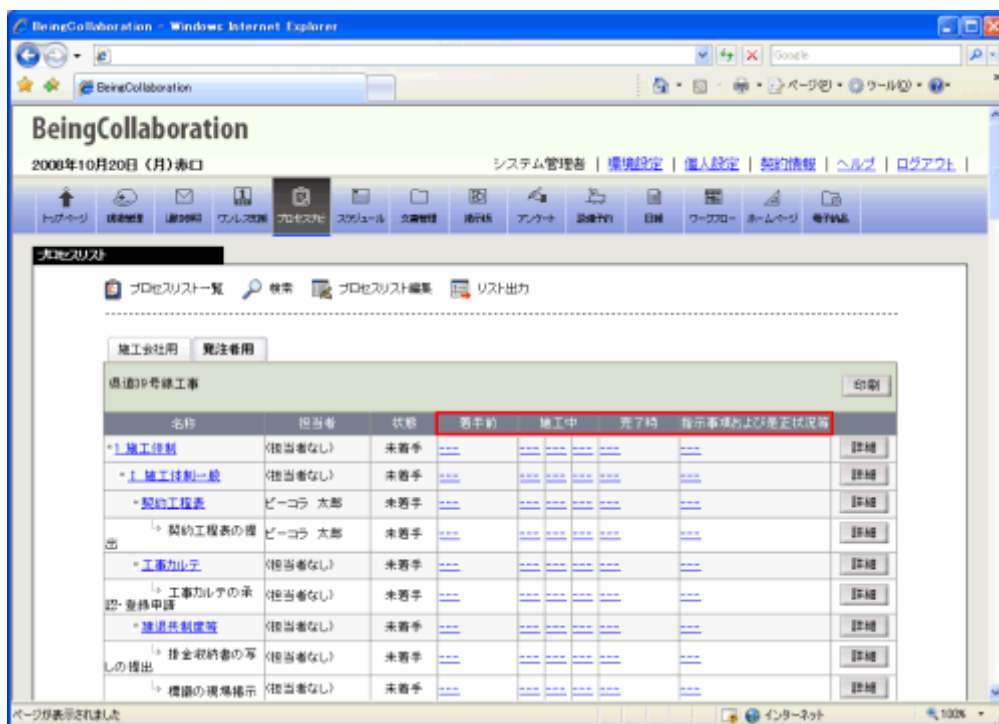 BeingCollaboration - Windows Internet Explorer
Google
BeingCollaboration
ページ(P) ツール(O)
BeingCollaboration
2008年10月20日 (月)赤口
システム管理者 | 環境設定 | 個人設定 | 契約情報 | ヘルプ | ログアウト |
トップページ プロセスナビ スケジュール 文書管理 掲示板 アンケート 設備予約 日報 ワークフロー ホームページ 電子納品
プロセスリスト
プロセスリスト一覧 検索 プロセスリスト編集 リスト出力
施工会社用 発注者用
県道39号線工事 印刷
名称 担当者 状態 着手前 施工中 完了時 指示事項および是正状況等
1 施工体制 (担当者なし) 未着手 --- --- --- --- --- --- 詳細
I 施工体制一般 (担当者なし) 未着手 --- --- --- --- --- --- 詳細
契約工程表 ビーコラ 太郎 未着手 --- --- --- --- --- --- 詳細
契約工程表の提出 ビーコラ 太郎 未着手 --- --- --- --- --- --- 詳細
工事カルテ (担当者なし) 未着手 --- --- --- --- --- --- 詳細
工事カルテの承認・登録申請 (担当者なし) 未着手 --- --- --- --- --- --- 詳細
建退共制度等 (担当者なし) 未着手 --- --- --- --- --- --- 詳細
掛金収納書の写しの提出 (担当者なし) 未着手 --- --- --- --- --- --- 詳細
標識の現場掲示 (担当者なし) 未着手 --- --- --- --- --- --- 詳細
ページが表示されました インターネット 100%